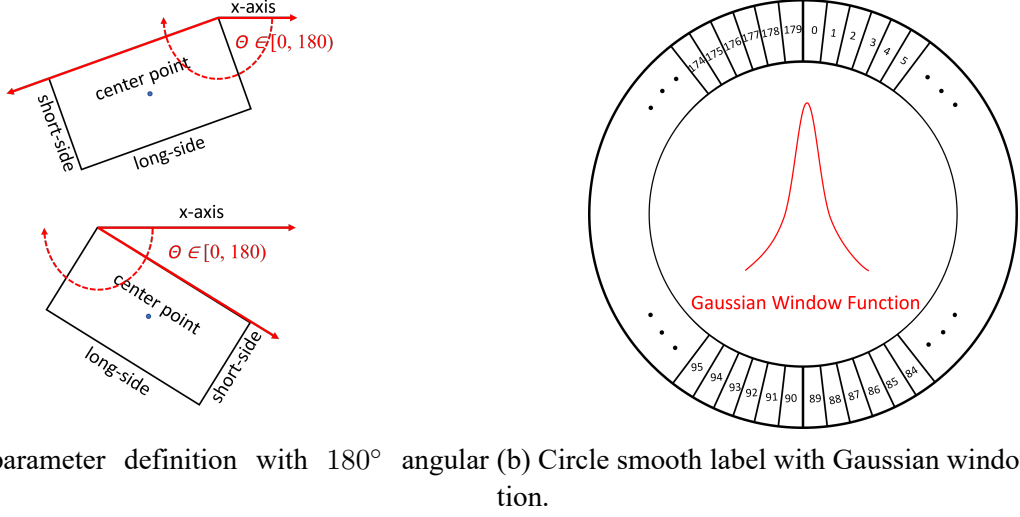 x-axis
Θ ∈ [0, 180)
center point
short-side
long-side
x-axis
Θ ∈ [0, 180)
center point
long-side
short-side
174 175 176 177 178 179 0 1 2 3 4 5
Gaussian Window Function
95 94 93 92 91 90 89 88 87 86 85 84
parameter definition with 180° angular
(b) Circle smooth label with Gaussian windo
tion.